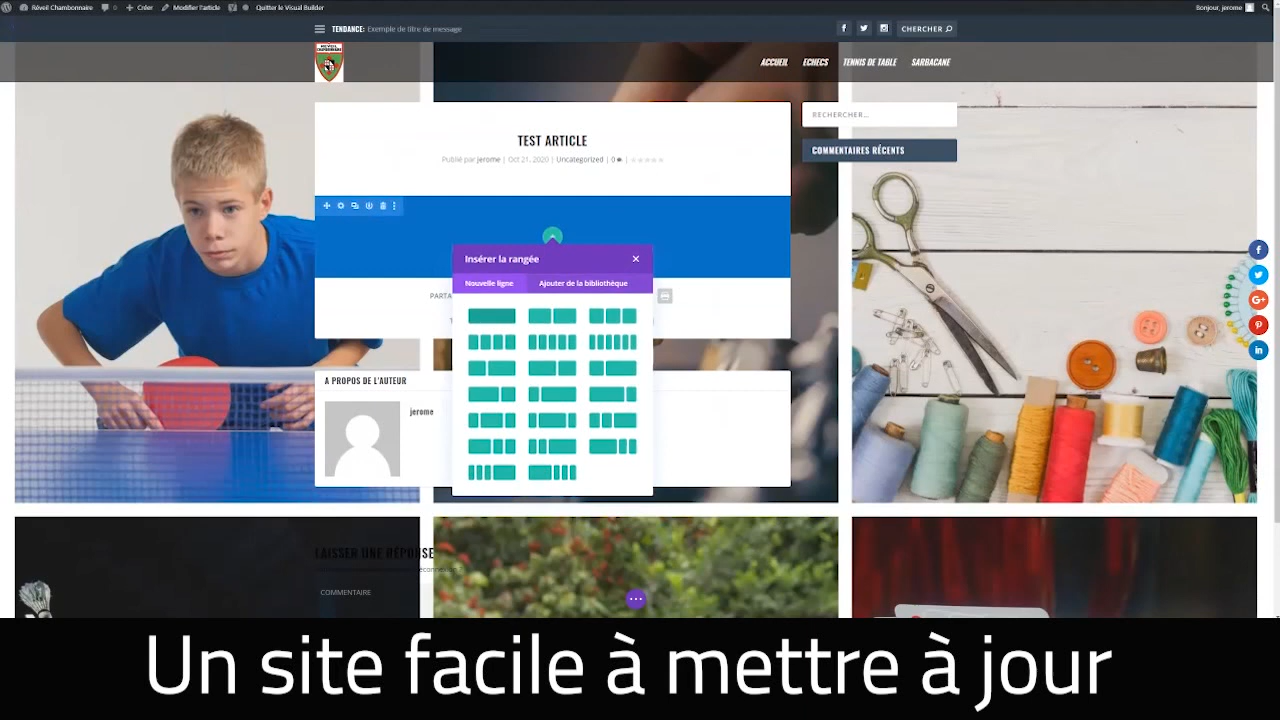 Réveil Chambonnaire 0 Créer Modifier l'article Quitter le Visual Builder Bonjour, jerome
TENDANCE: Exemple de titre de message CHERCHER
RÉVEIL
ACCUEIL ECHECS TENNIS DE TABLE SARBACANE
TEST ARTICLE
Publié par jerome | Oct 21, 2020 | Uncategorized | 0 |
RECHERCHER...
COMMENTAIRES RÉCENTS
Insérer la rangée
Nouvelle ligne Ajouter de la bibliothèque
PARTA
A PROPOS DE L'AUTEUR
jerome
LAISSER UNE RÉPONSE
COMMENTAIRE
Un site facile à mettre à jour